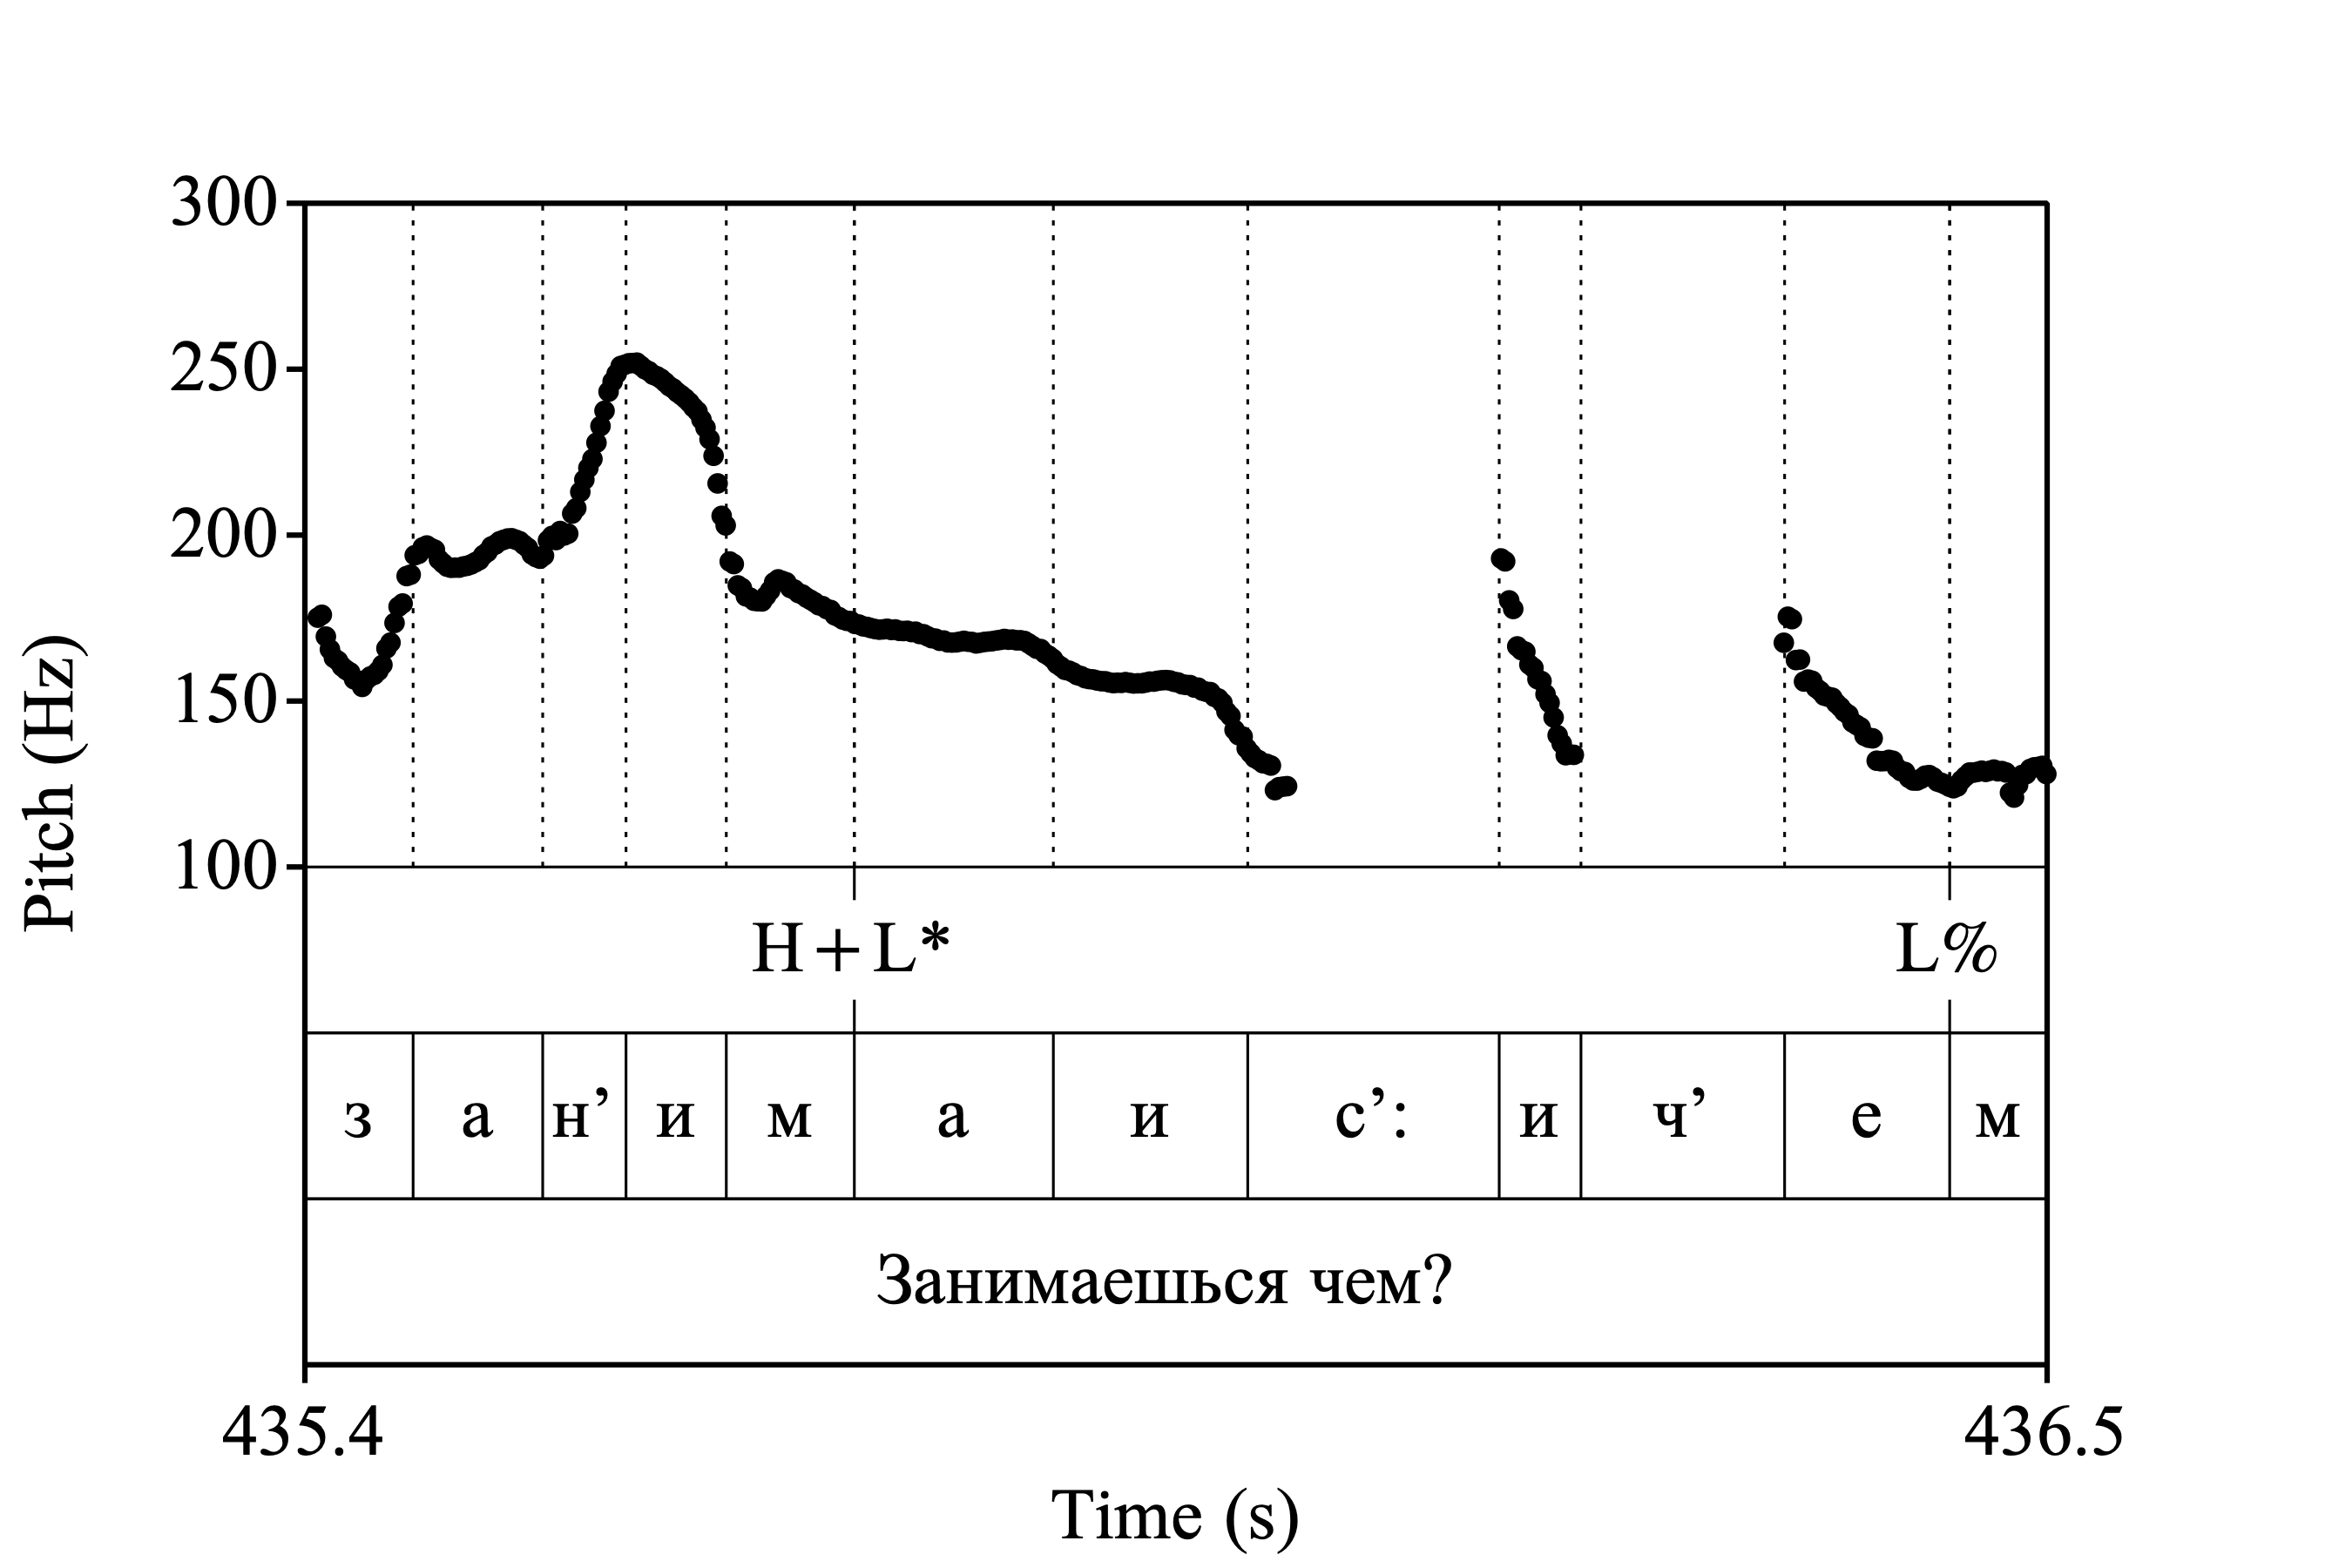 300
250
200
150
100
Pitch (Hz)
H+L* L%
з а н’ и м а и с’: и ч’ е м
Занимаешься чем?
435.4 436.5
Time (s)